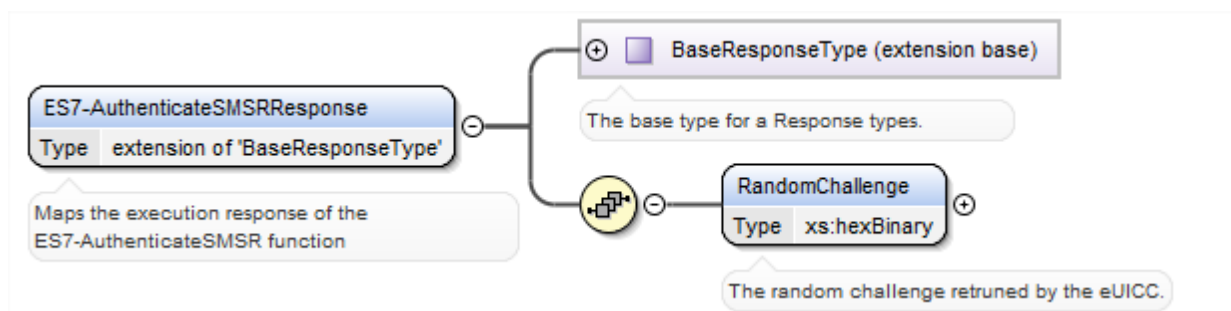 BaseResponseType (extension base)
The base type for a Response types.
ES7-AuthenticateSMSRResponse
Type extension of 'BaseResponseType'
Maps the execution response of the
ES7-AuthenticateSMSR function
RandomChallenge
Type xs:hexBinary
The random challenge retruned by the eUICC.